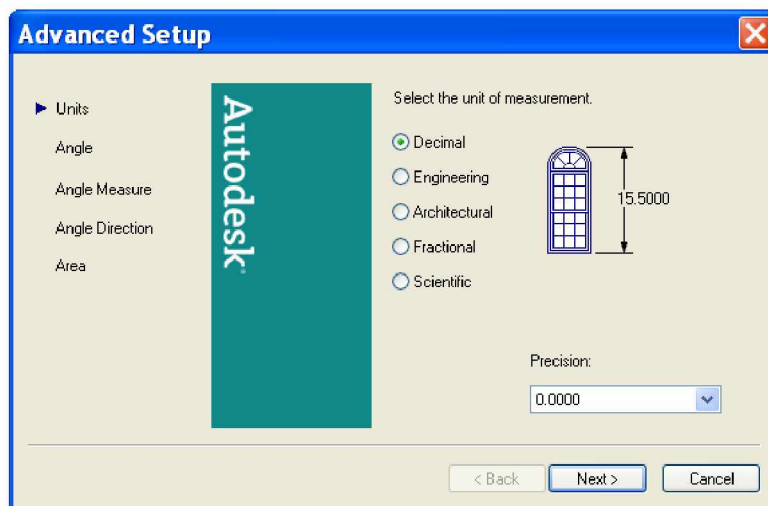 Advanced Setup
Units
Angle
Angle Measure
Angle Direction
Area
Autodesk
Select the unit of measurement.
Decimal
Engineering
Architectural
Fractional
Scientific
15.5000
Precision:
0.0000
< Back
Next >
Cancel